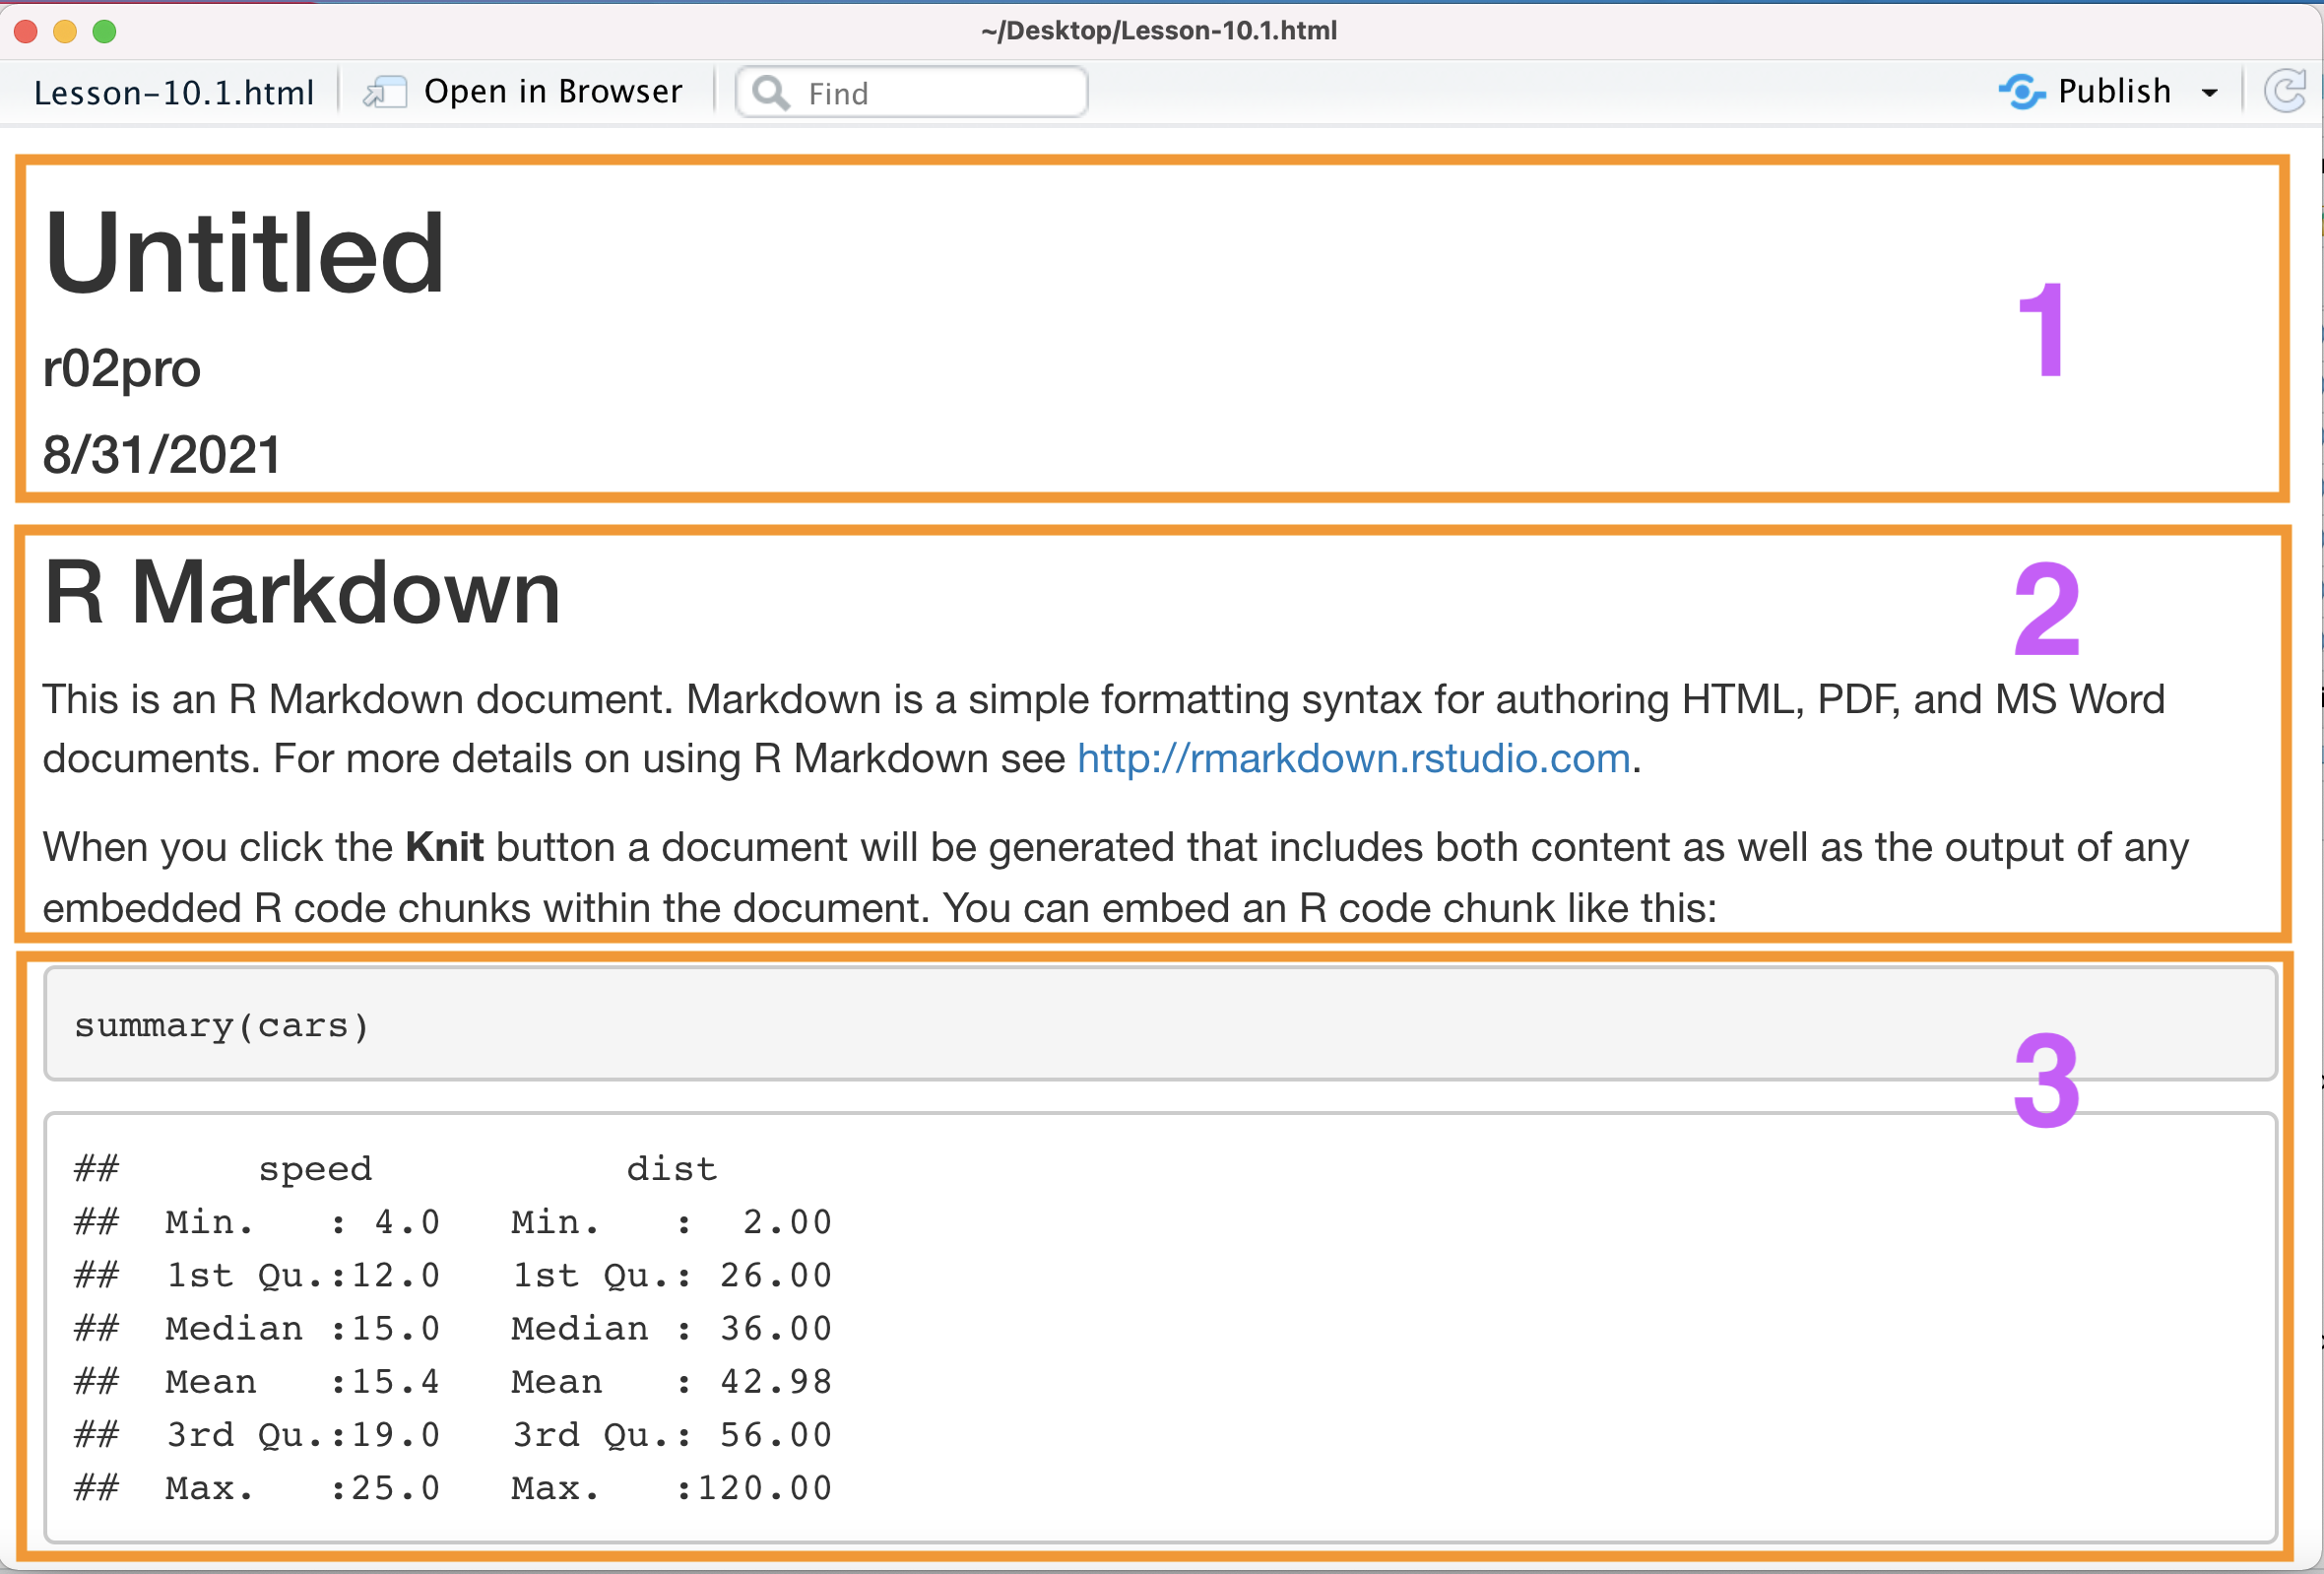 ~/Desktop/Lesson-10.1.html
Lesson-10.1.html Open in Browser Find Publish
Untitled
1
r02pro
8/31/2021
R Markdown
2
This is an R Markdown document. Markdown is a simple formatting syntax for authoring HTML, PDF, and MS Word
documents. For more details on using R Markdown see http://rmarkdown.rstudio.com.
When you click the Knit button a document will be generated that includes both content as well as the output of any
embedded R code chunks within the document. You can embed an R code chunk like this:
summary(cars)
3
##      speed           dist
##  Min.   : 4.0   Min.   :  2.00
##  1st Qu.:12.0   1st Qu.: 26.00
##  Median :15.0   Median : 36.00
##  Mean   :15.4   Mean   : 42.98
##  3rd Qu.:19.0   3rd Qu.: 56.00
##  Max.   :25.0   Max.   :120.00